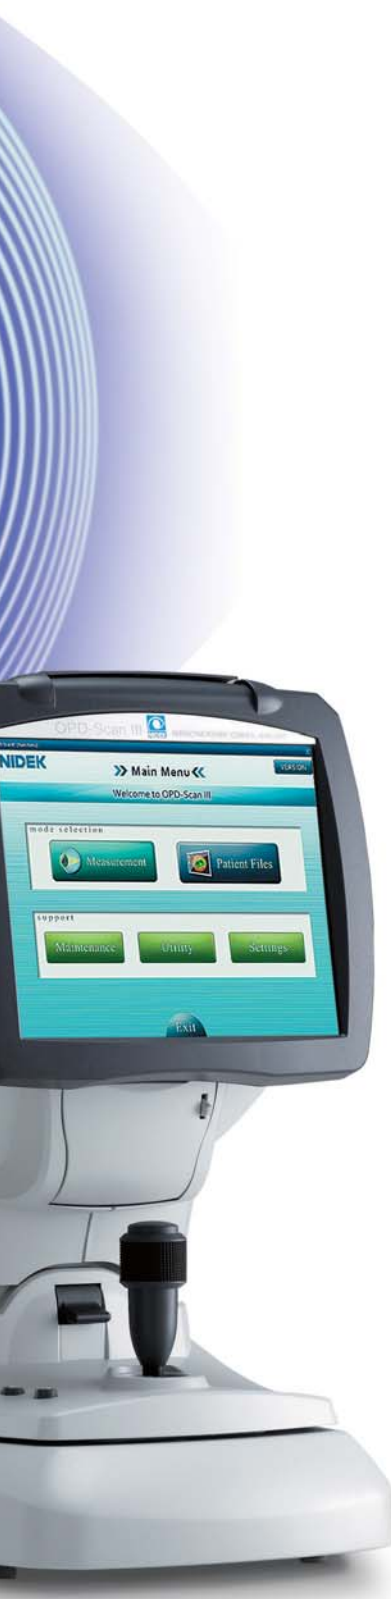 OPD-Scan III
NIDEK
Main Menu
VERSION
Welcome to OPD-Scan III
mode selection
Measurement
Patient Files
support
Maintenance
Utility
Settings
Exit